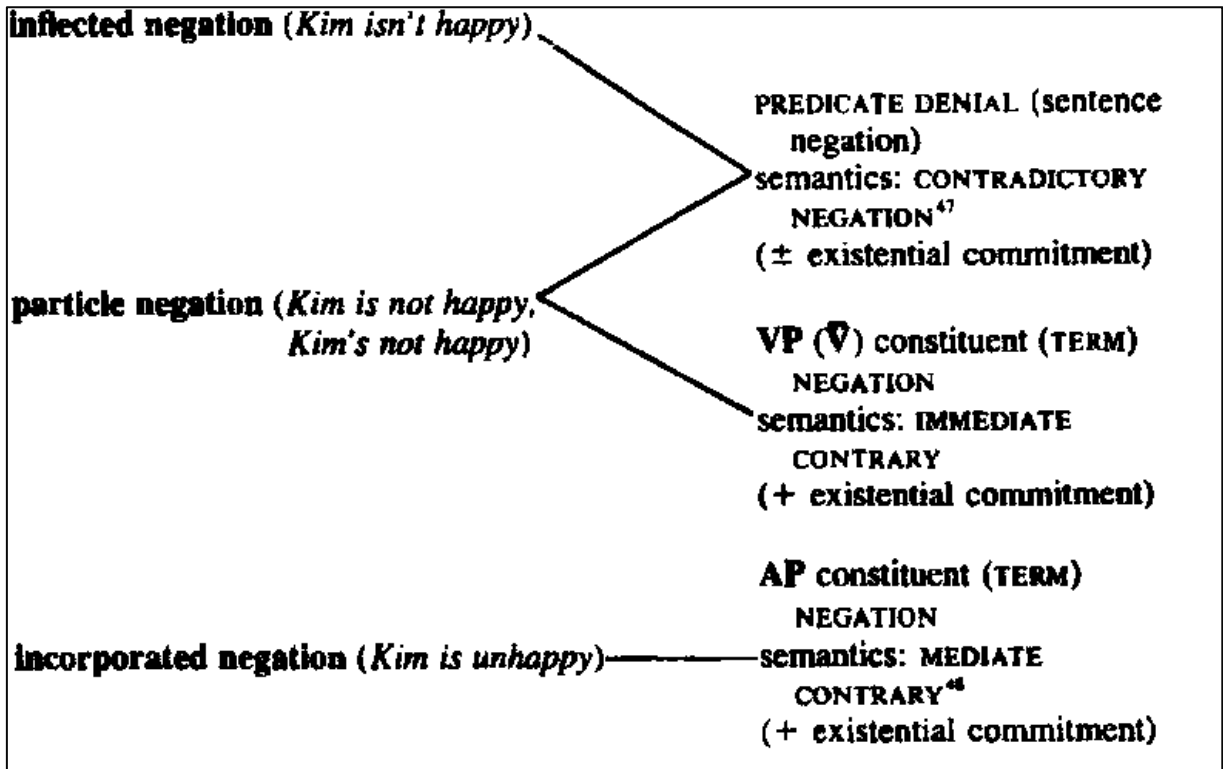 inflected negation (Kim isn't happy)
PREDICATE DENIAL (sentence
negation)
semantics: CONTRADICTORY
NEGATION⁴⁷
(± existential commitment)
particle negation (Kim is not happy,
Kim's not happy)
VP (V̄) constituent (TERM)
NEGATION
semantics: IMMEDIATE
CONTRARY
(+ existential commitment)
AP constituent (TERM)
NEGATION
incorporated negation (Kim is unhappy)
semantics: MEDIATE
CONTRARY⁴⁸
(+ existential commitment)